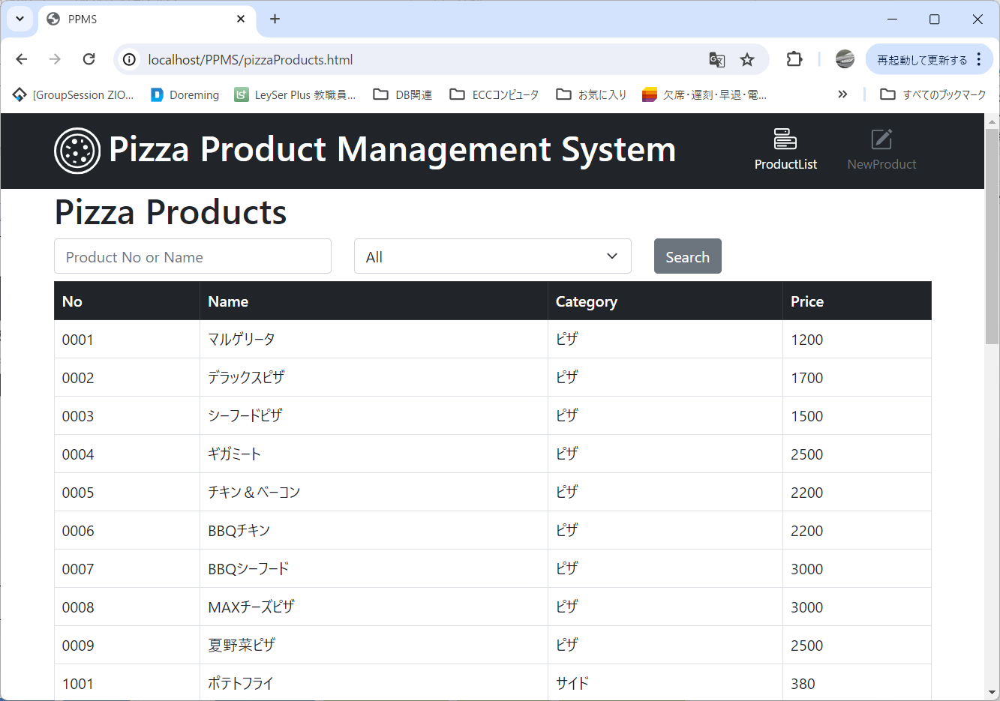 PPMS
localhost/PPMS/pizzaProducts.html
再起動して更新する
[GroupSession ZIO...
Doreming
LeySer Plus 教職員...
DB関連
ECCコンピュータ
お気に入り
欠席・遅刻・早退・電...
すべてのブックマーク
Pizza Product Management System
ProductList
NewProduct
Pizza Products
Product No or Name
All
Search
No Name Category Price
0001 マルゲリータ ピザ 1200
0002 デラックスピザ ピザ 1700
0003 シーフードピザ ピザ 1500
0004 ギガミート ピザ 2500
0005 チキン＆ベーコン ピザ 2200
0006 BBQチキン ピザ 2200
0007 BBQシーフード ピザ 3000
0008 MAXチーズピザ ピザ 3000
0009 夏野菜ピザ ピザ 2500
1001 ポテトフライ サイド 380